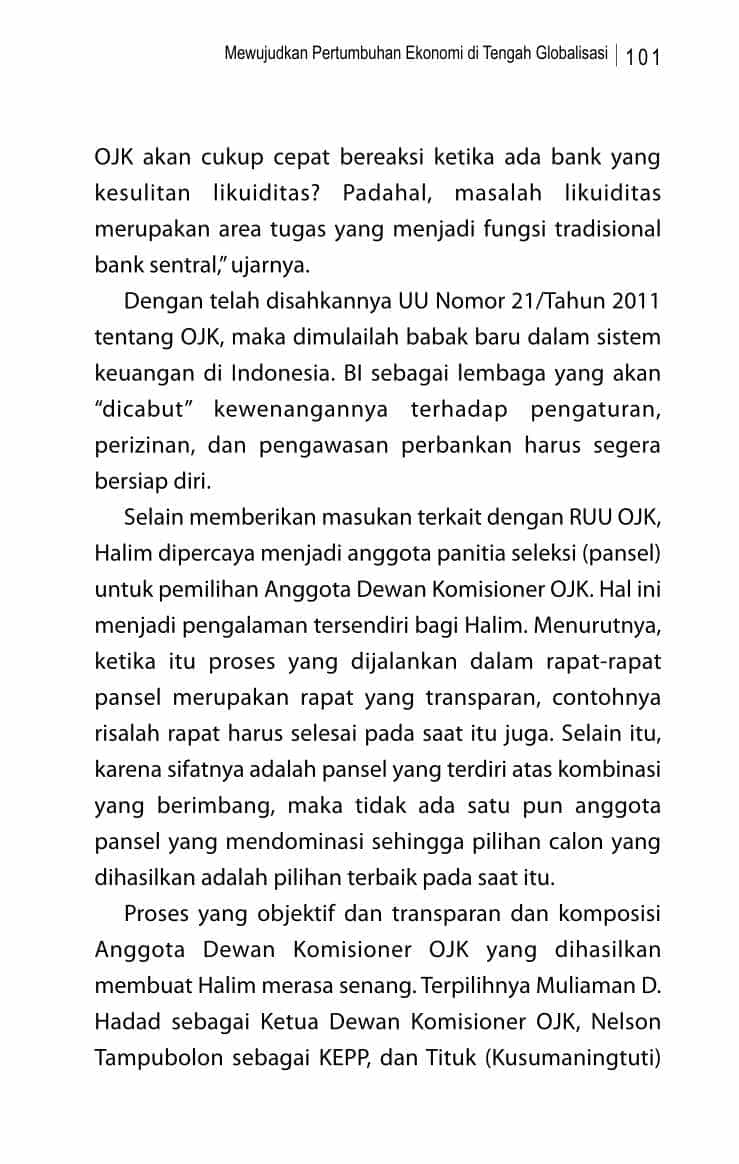 Mewujudkan Pertumbuhan Ekonomi di Tengah Globalisasi | 101
OJK akan cukup cepat bereaksi ketika ada bank yang
kesulitan likuiditas? Padahal, masalah likuiditas
merupakan area tugas yang menjadi fungsi tradisional
bank sentral,” ujarnya.
Dengan telah disahkannya UU Nomor 21/Tahun 2011
tentang OJK, maka dimulailah babak baru dalam sistem
keuangan di Indonesia. BI sebagai lembaga yang akan
“dicabut” kewenangannya terhadap pengaturan,
perizinan, dan pengawasan perbankan harus segera
bersiap diri.
Selain memberikan masukan terkait dengan RUU OJK,
Halim dipercaya menjadi anggota panitia seleksi (pansel)
untuk pemilihan Anggota Dewan Komisioner OJK. Hal ini
menjadi pengalaman tersendiri bagi Halim. Menurutnya,
ketika itu proses yang dijalankan dalam rapat-rapat
pansel merupakan rapat yang transparan, contohnya
risalah rapat harus selesai pada saat itu juga. Selain itu,
karena sifatnya adalah pansel yang terdiri atas kombinasi
yang berimbang, maka tidak ada satu pun anggota
pansel yang mendominasi sehingga pilihan calon yang
dihasilkan adalah pilihan terbaik pada saat itu.
Proses yang objektif dan transparan dan komposisi
Anggota Dewan Komisioner OJK yang dihasilkan
membuat Halim merasa senang. Terpilihnya Muliaman D.
Hadad sebagai Ketua Dewan Komisioner OJK, Nelson
Tampubolon sebagai KEPP, dan Tituk (Kusumaningtuti)